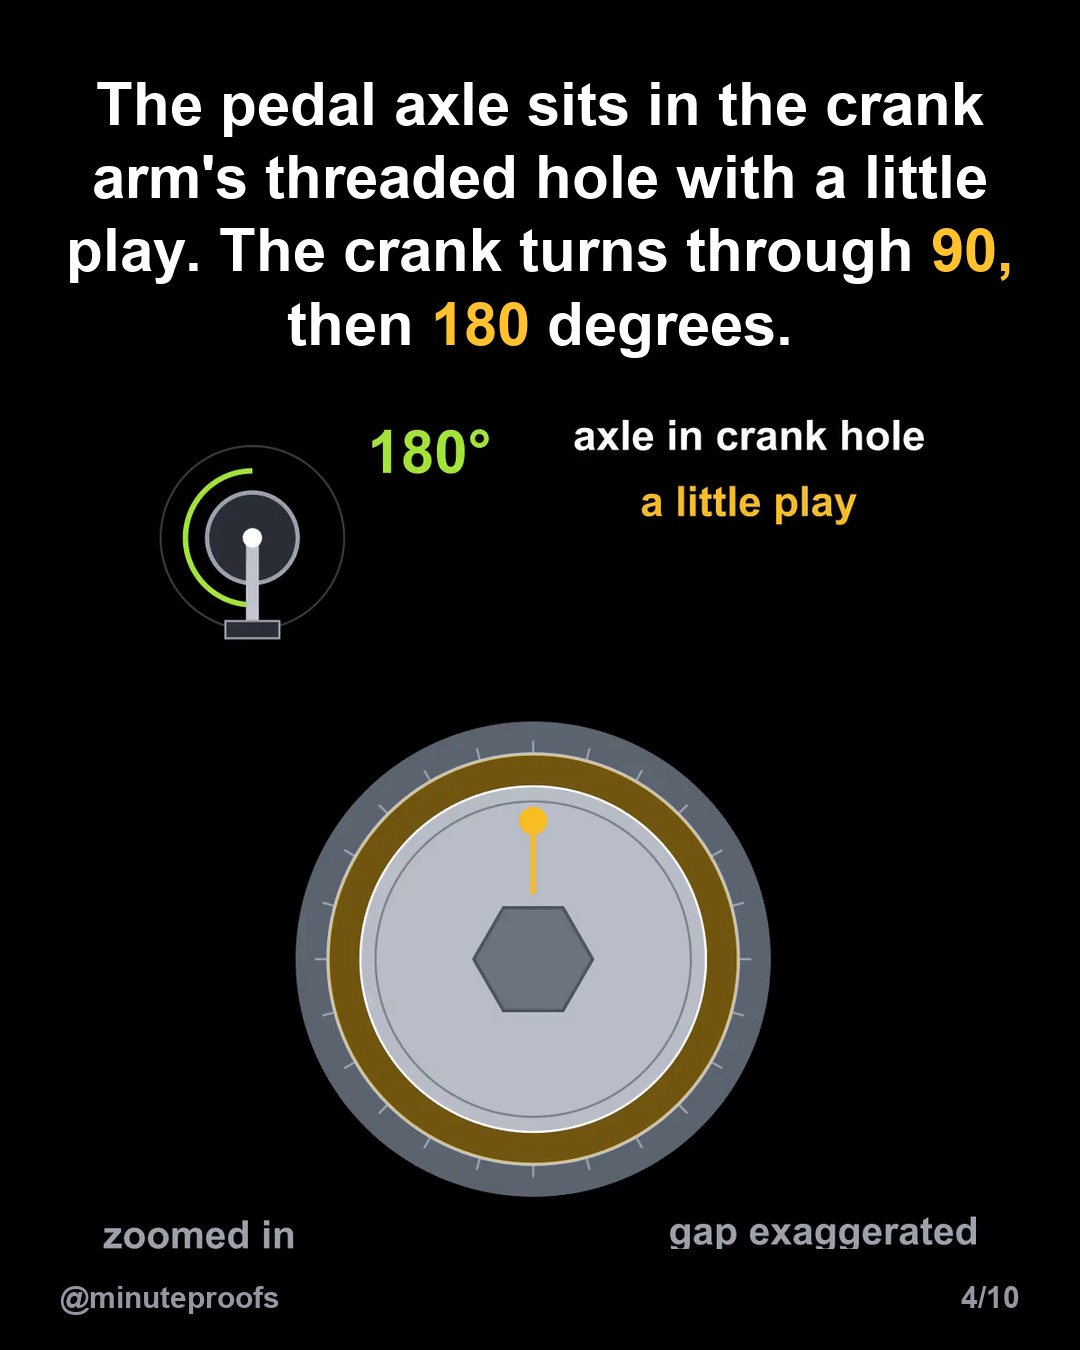 The pedal axle sits in the crank
arm's threaded hole with a little
play. The crank turns through 90,
then 180 degrees.
180°
axle in crank hole
a little play
zoomed in
gap exaggerated
@minuteproofs
4/10